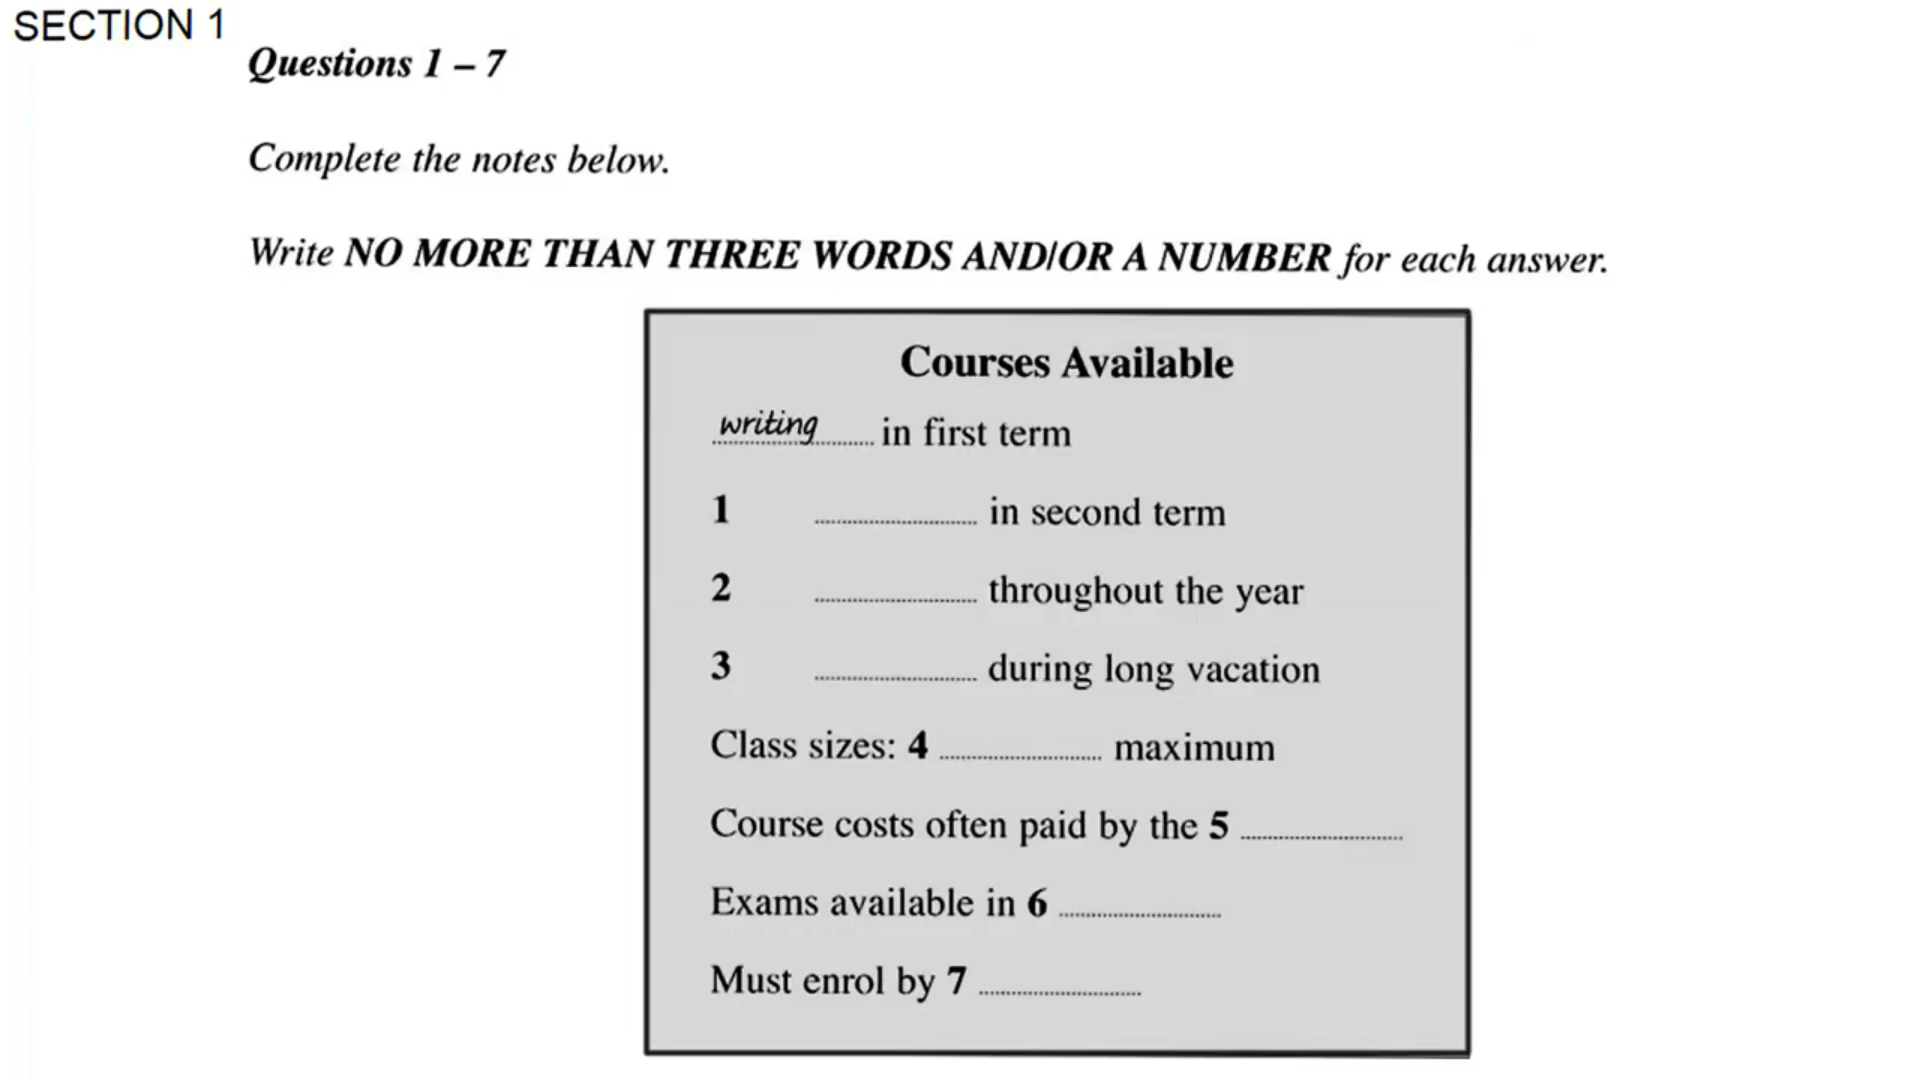 SECTION 1
Questions 1 – 7
Complete the notes below.
Write NO MORE THAN THREE WORDS AND/OR A NUMBER for each answer.
Courses Available
writing in first term
1 .............................. in second term
2 .............................. throughout the year
3 .............................. during long vacation
Class sizes: 4 .............................. maximum
Course costs often paid by the 5 ..............................
Exams available in 6 ..............................
Must enrol by 7 ..............................